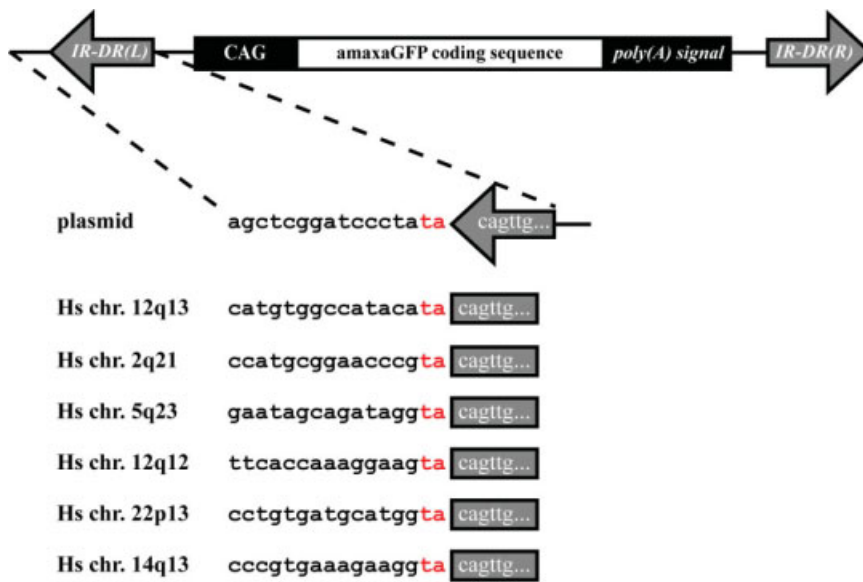 IR-DR(L) CAG amaxaGFP coding sequence poly(A) signal IR-DR(R)
plasmid agctcggatccctata cagttg...
Hs chr. 12q13 catgtggccatacata cagttg...
Hs chr. 2q21 ccatgcggaacccgta cagttg...
Hs chr. 5q23 gaatagcagataggta cagttg...
Hs chr. 12q12 ttcaccaaaggaagta cagttg...
Hs chr. 22p13 cctgtgatgcatggta cagttg...
Hs chr. 14q13 cccgtgaaagaaggta cagttg...